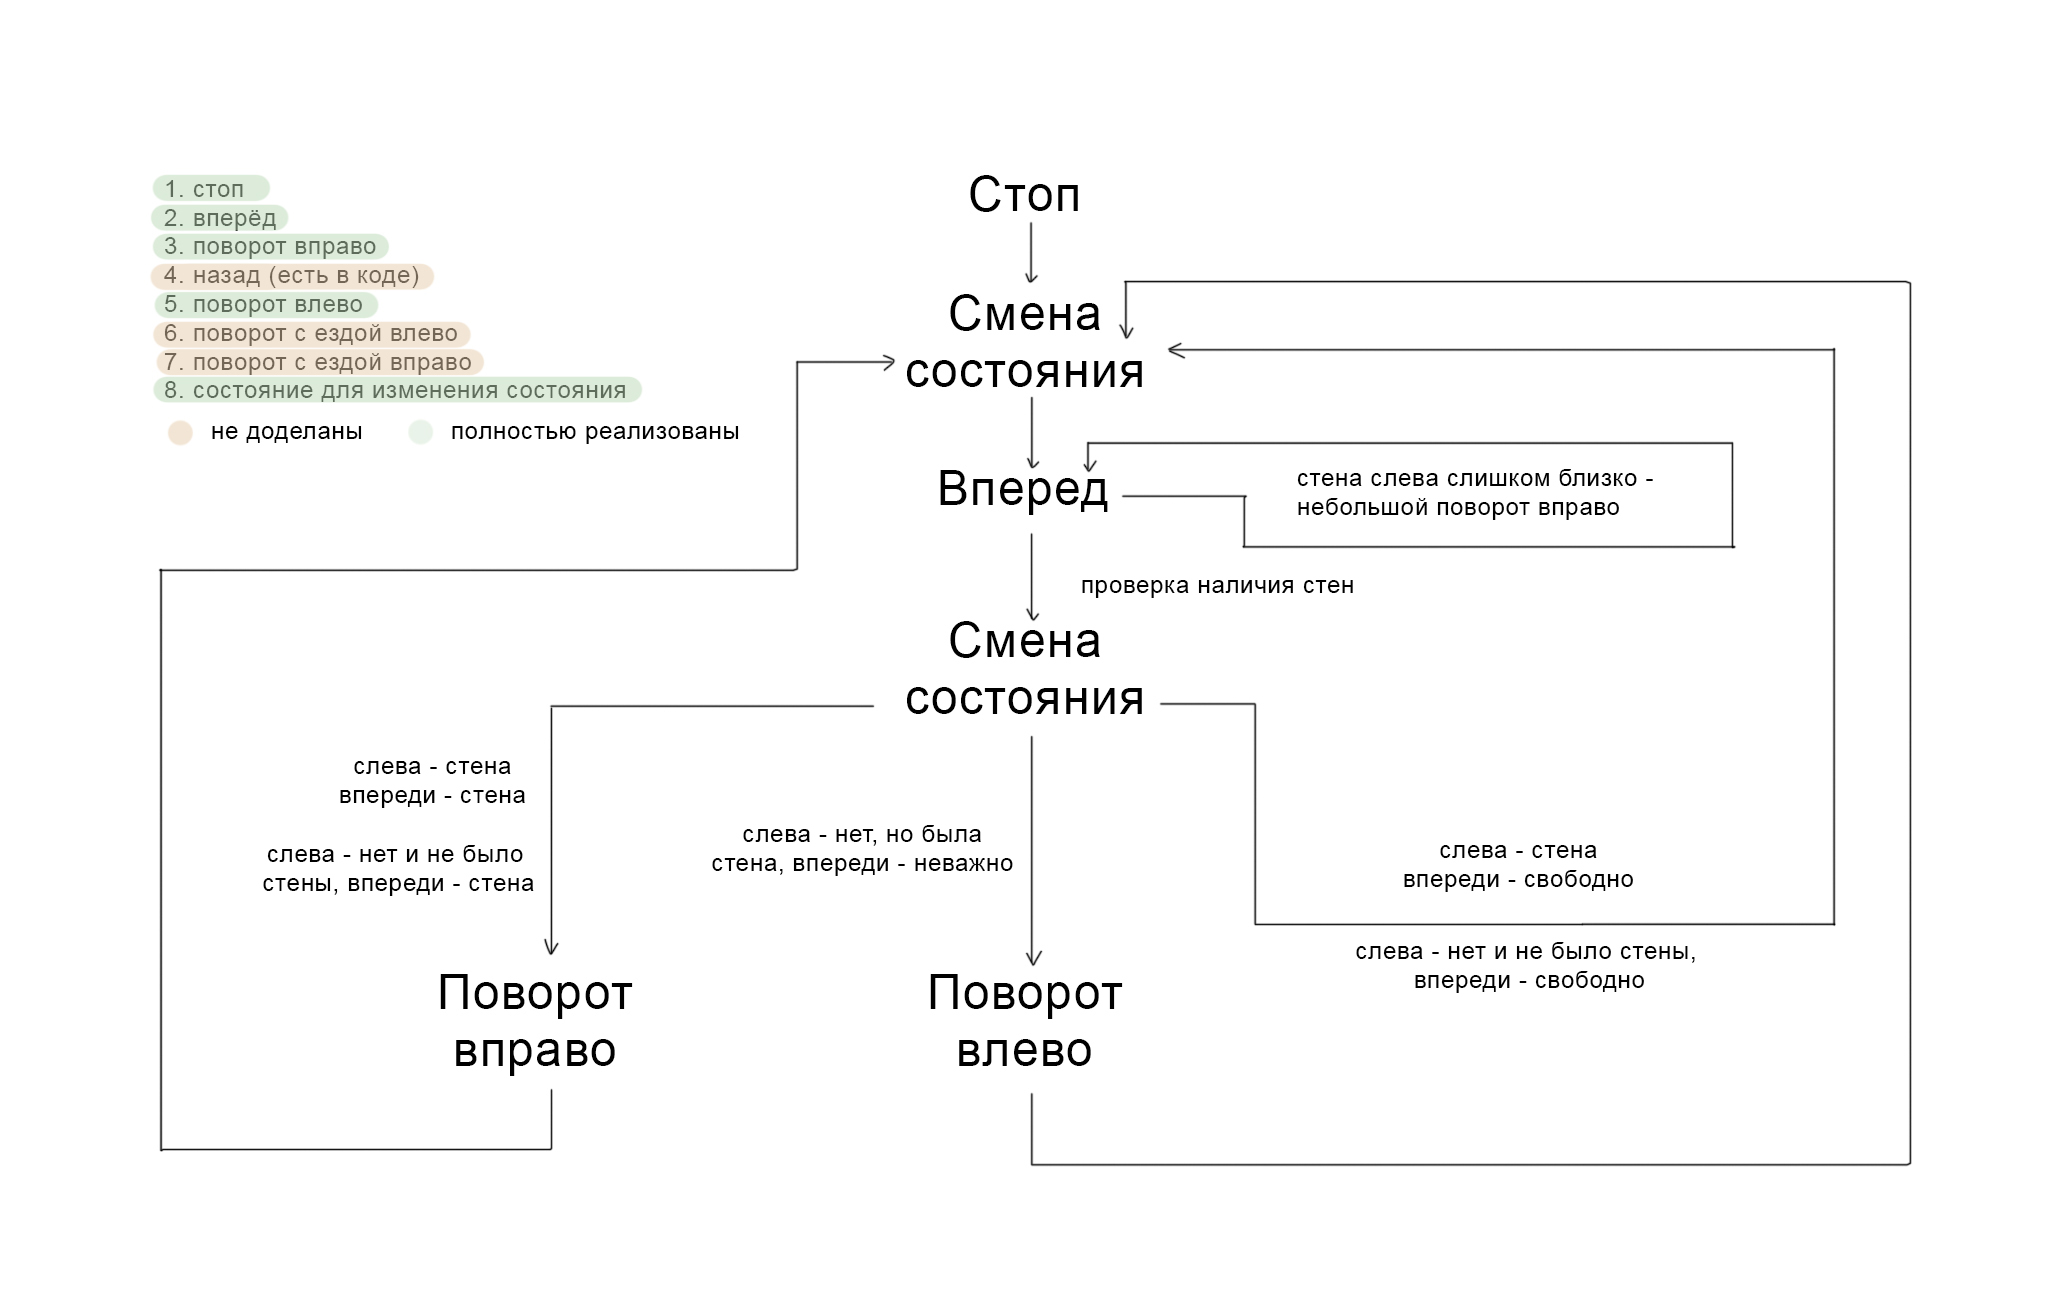 1. стоп
2. вперёд
3. поворот вправо
4. назад (есть в коде)
5. поворот влево
6. поворот с ездой влево
7. поворот с ездой вправо
8. состояние для изменения состояния
не доделаны
полностью реализованы
Стоп
Смена
состояния
Вперед
стена слева слишком близко -
небольшой поворот вправо
проверка наличия стен
Смена
состояния
слева - стена
впереди - стена
слева - нет и не было
стены, впереди - стена
слева - нет, но была
стена, впереди - неважно
слева - стена
впереди - свободно
слева - нет и не было стены,
впереди - свободно
Поворот
вправо
Поворот
влево